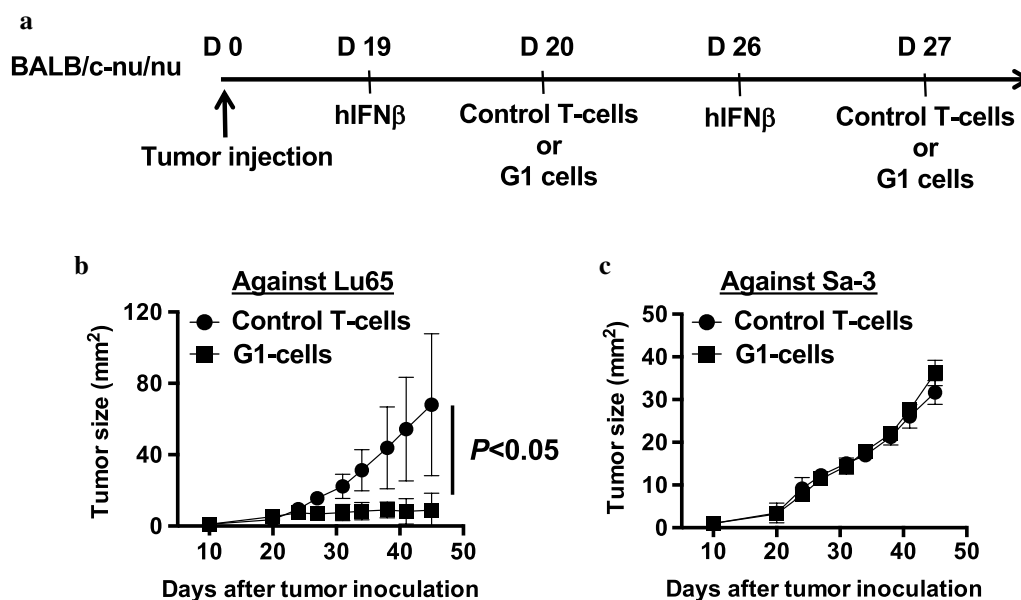 a
D 0 D 19 D 20 D 26 D 27
BALB/c-nu/nu
hIFNβ Control T-cells hIFNβ Control T-cells
or or
Tumor injection G1 cells G1 cells
b
Against Lu65
Control T-cells
G1-cells
120
80
40
0
Tumor size (mm²)
P<0.05
10 20 30 40 50
Days after tumor inoculation
c
Against Sa-3
Control T-cells
G1-cells
50
40
30
20
10
0
Tumor size (mm²)
10 20 30 40 50
Days after tumor inoculation